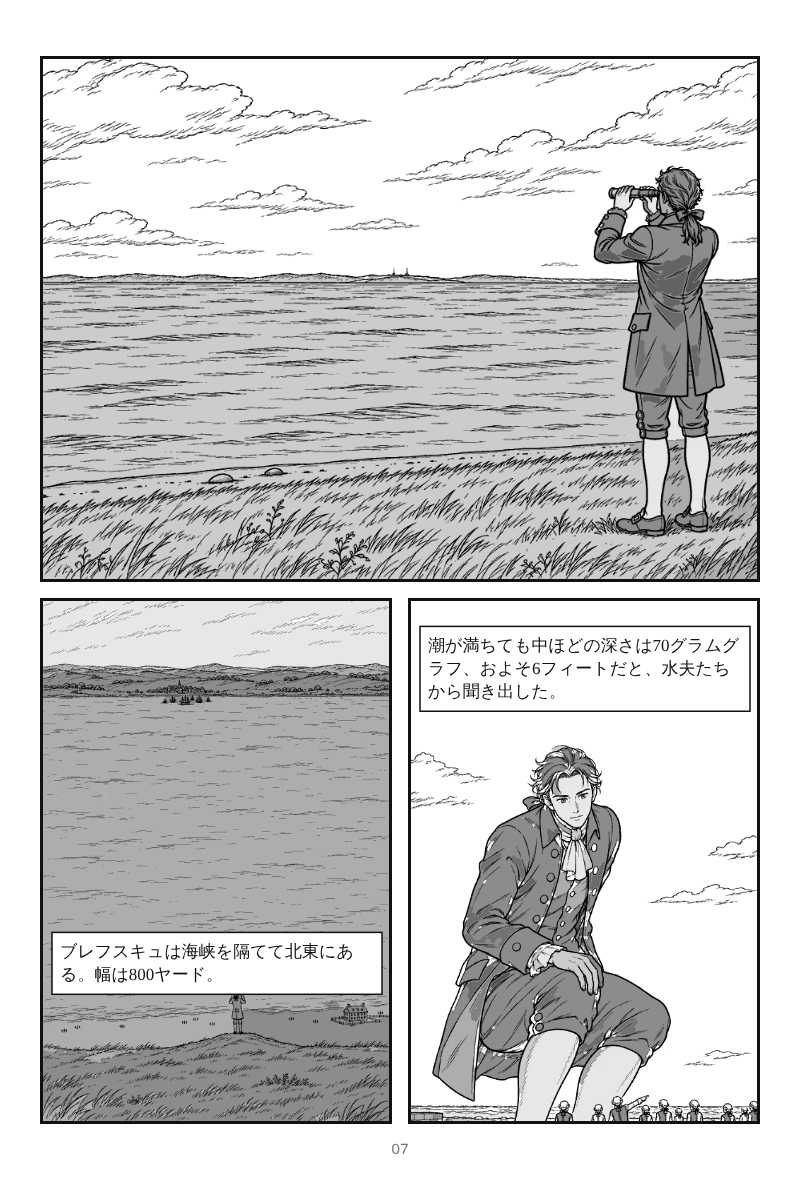 ブレフスキュは海峡を隔てて北東にあ
る。幅は800ヤード。
潮が満ちても中ほどの深さは70グラムグ
ラフ、およそ6フィートだと、水夫たち
から聞き出した。
07